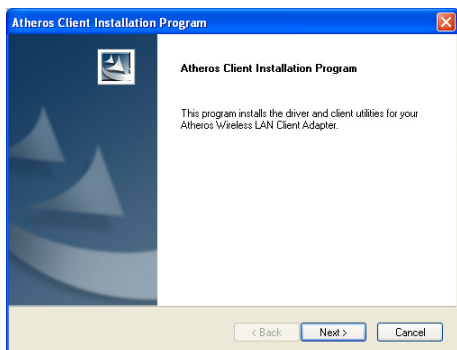 Atheros Client Installation Program
Atheros Client Installation Program
This program installs the driver and client utilities for your
Atheros Wireless LAN Client Adapter.
< Back Next > Cancel